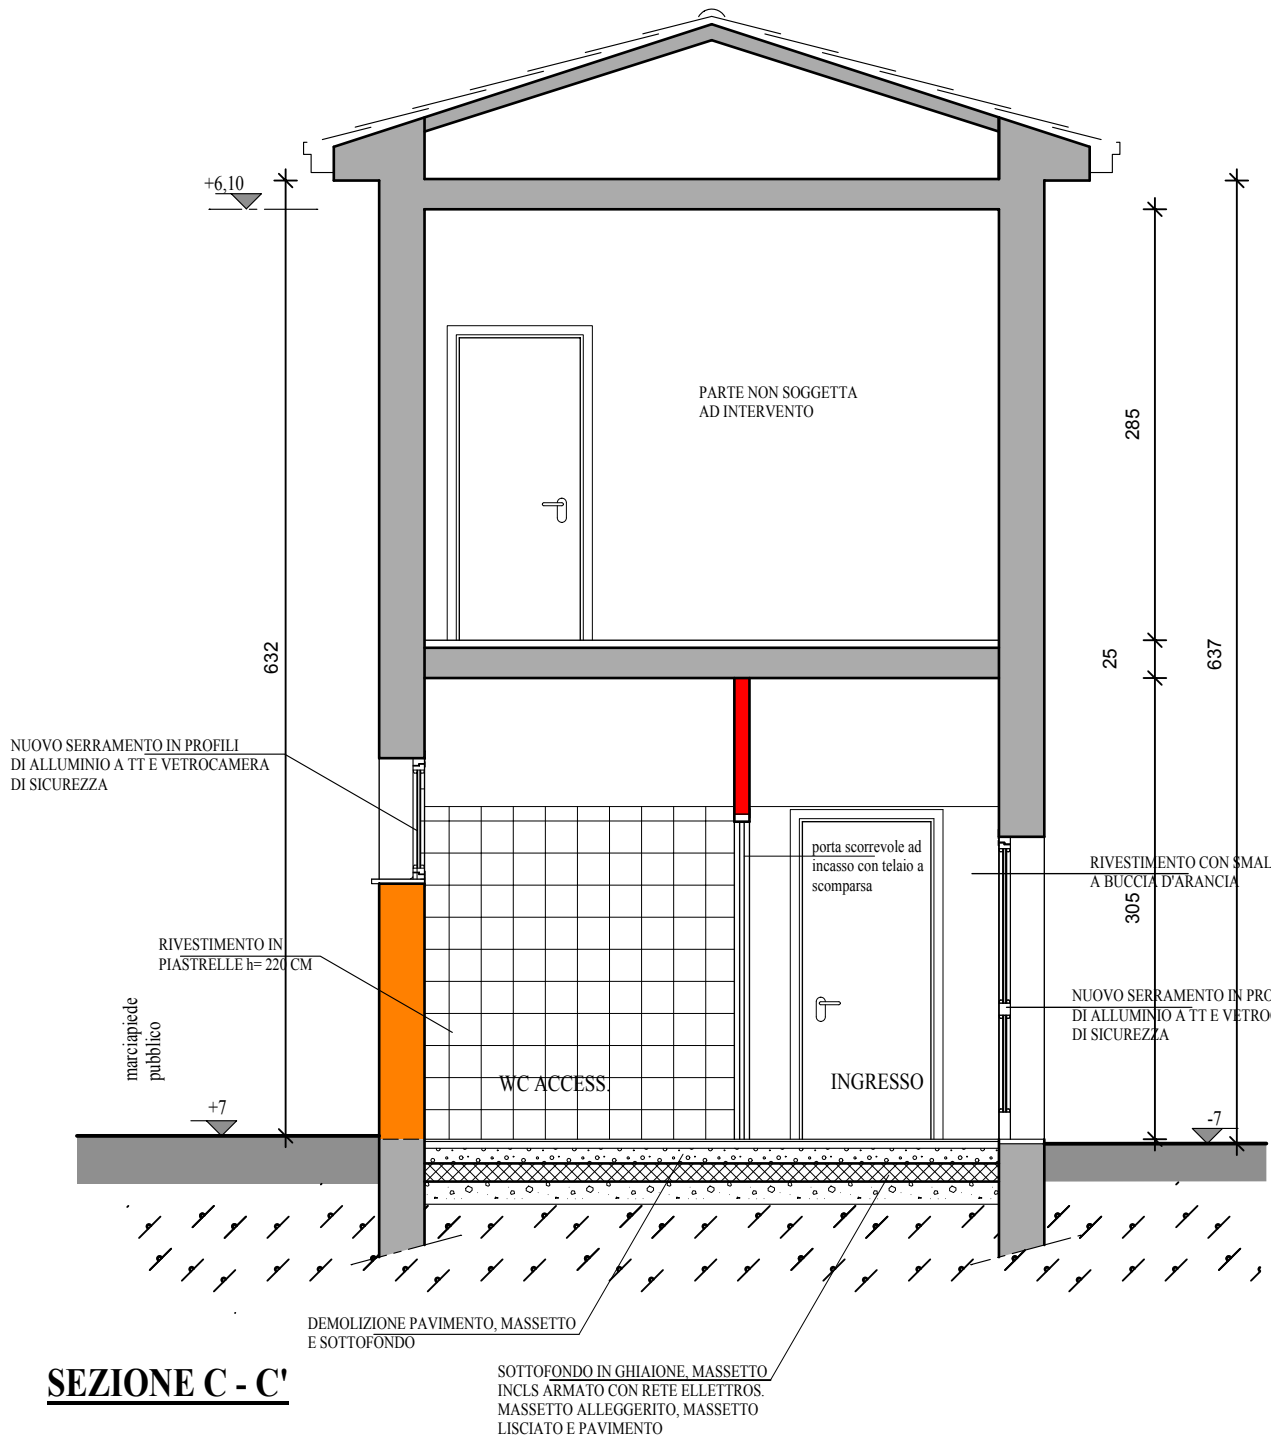 +6,10
PARTE NON SOGGETTA
AD INTERVENTO
285
632
25
637
NUOVO SERRAMENTO IN PROFILI
DI ALLUMINIO A TT E VETROCAMERA
DI SICUREZZA
porta scorrevole ad
incasso con telaio a
scomparsa
RIVESTIMENTO CON SMAL
A BUCCIA D'ARANCIA
305
RIVESTIMENTO IN
PIASTRELLE h= 220 CM
NUOVO SERRAMENTO IN PRO
DI ALLUMINIO A TT E VETRO
DI SICUREZZA
marciapiede
pubblico
WC ACCESS.
INGRESSO
+7
-7
DEMOLIZIONE PAVIMENTO, MASSETTO
E SOTTOFONDO
SEZIONE C - C'
SOTTOFONDO IN GHIAIONE, MASSETTO
INCLS ARMATO CON RETE ELLETTROS.
MASSETTO ALLEGGERITO, MASSETTO
LISCIATO E PAVIMENTO